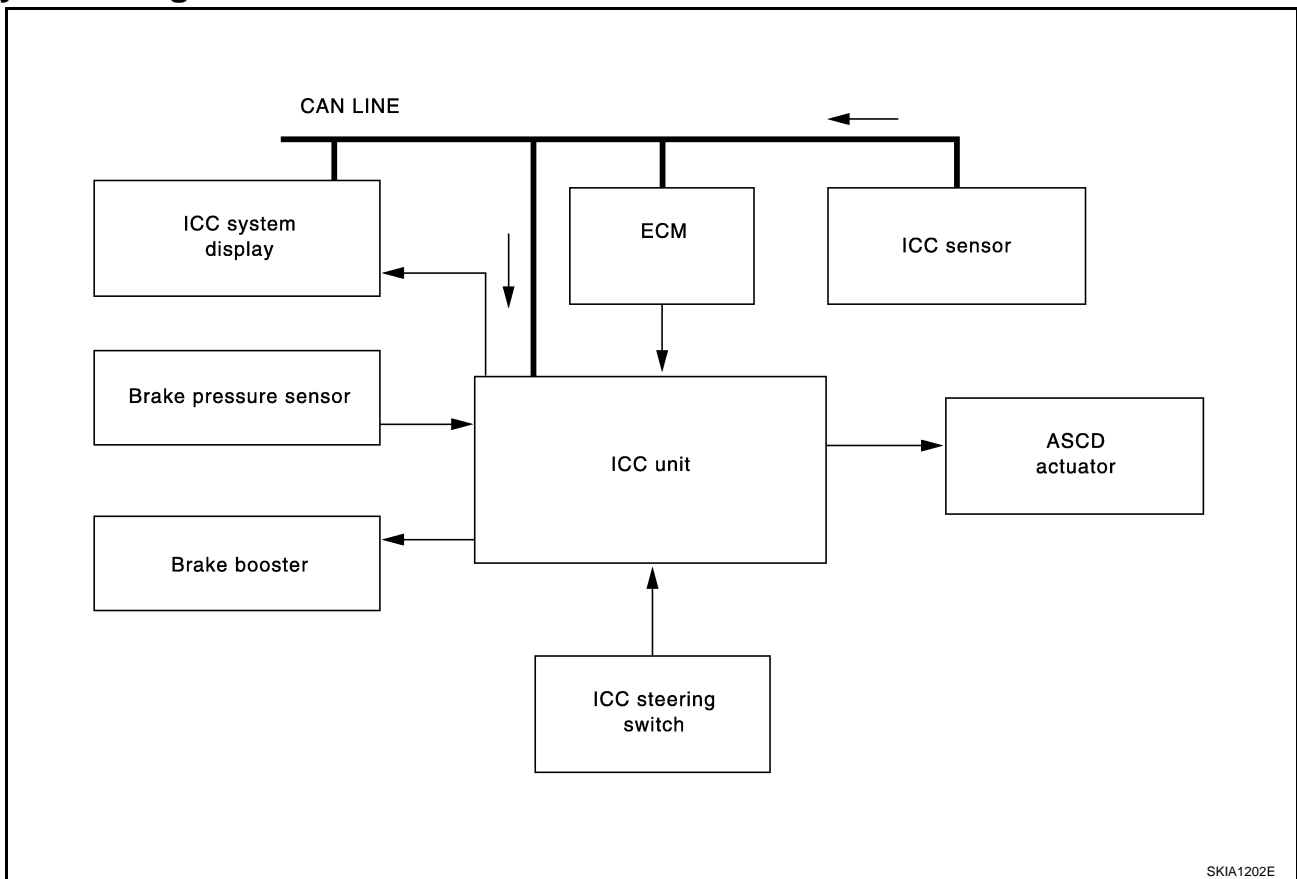 CAN LINE
ICC system
display
ECM
ICC sensor
Brake pressure sensor
ICC unit
ASCD
actuator
Brake booster
ICC steering
switch
SKIA1202E